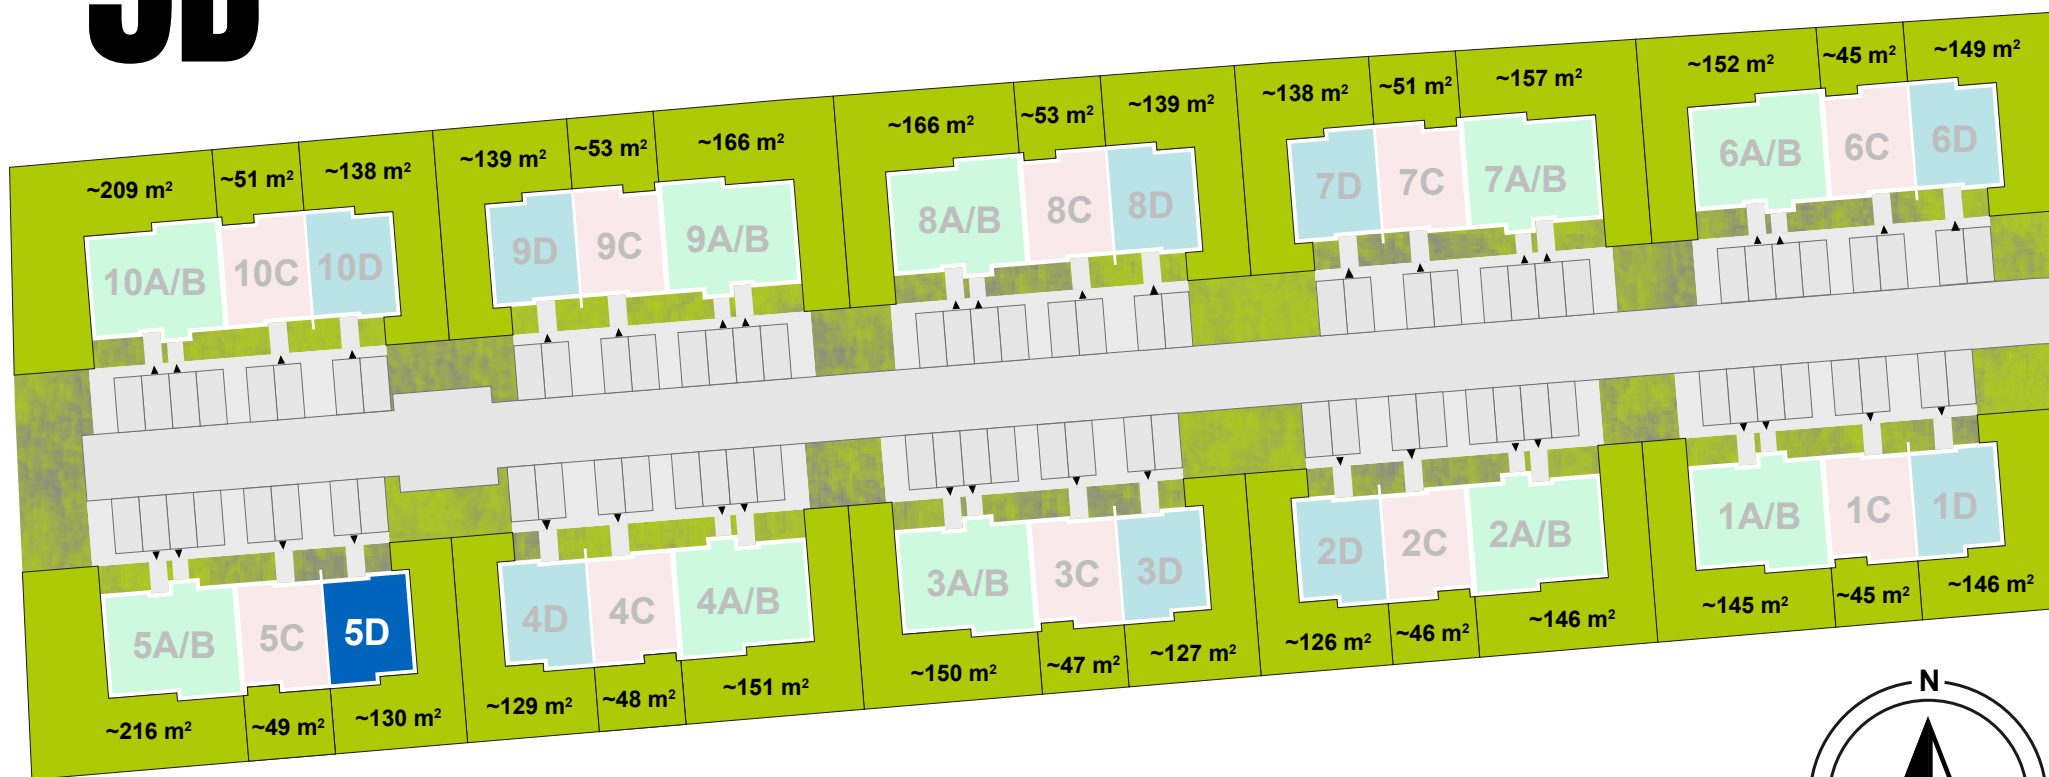 5D
~209 m²
~51 m²
~138 m²
~139 m²
~53 m²
~166 m²
~166 m²
~53 m²
~139 m²
~138 m²
~51 m²
~157 m²
~152 m²
~45 m²
~149 m²
10A/B
10C
10D
9D
9C
9A/B
8A/B
8C
8D
7D
7C
7A/B
6A/B
6C
6D
5A/B
5C
5D
4D
4C
4A/B
3A/B
3C
3D
2D
2C
2A/B
1A/B
1C
1D
~216 m²
~49 m²
~130 m²
~129 m²
~48 m²
~151 m²
~150 m²
~47 m²
~127 m²
~126 m²
~46 m²
~146 m²
~145 m²
~45 m²
~146 m²
N